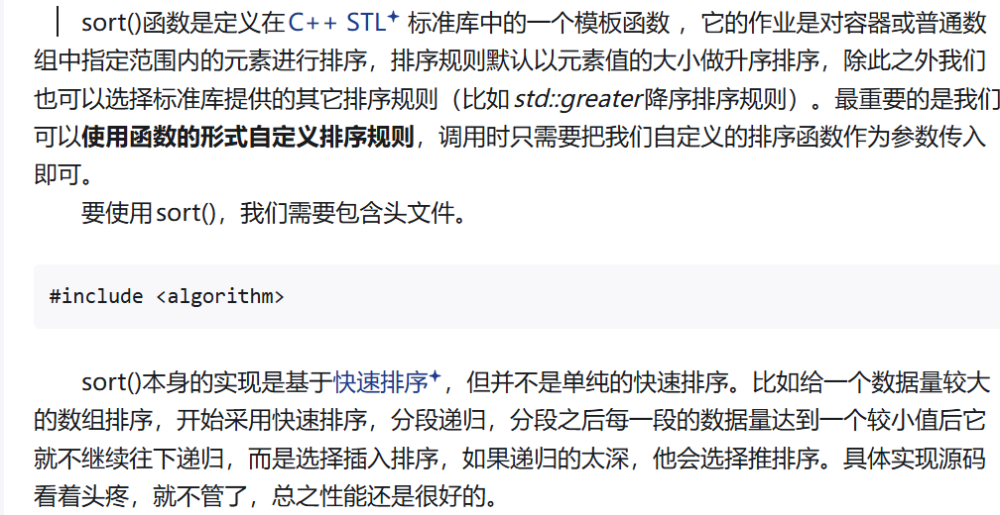 sort()函数是定义在C++ STL 标准库中的一个模板函数 ，它的作业是对容器或普通数
组中指定范围内的元素进行排序，排序规则默认以元素值的大小做升序排序，除此之外我们
也可以选择标准库提供的其它排序规则（比如std::greater降序排序规则）。最重要的是我们
可以使用函数的形式自定义排序规则，调用时只需要把我们自定义的排序函数作为参数传入
即可。
要使用sort()，我们需要包含头文件。
#include <algorithm>
sort()本身的实现是基于快速排序，但并不是单纯的快速排序。比如给一个数据量较大
的数组排序，开始采用快速排序，分段递归，分段之后每一段的数据量达到一个较小值后它
就不继续往下递归，而是选择插入排序，如果递归的太深，他会选择推排序。具体实现源码
看着头疼，就不管了，总之性能还是很好的。